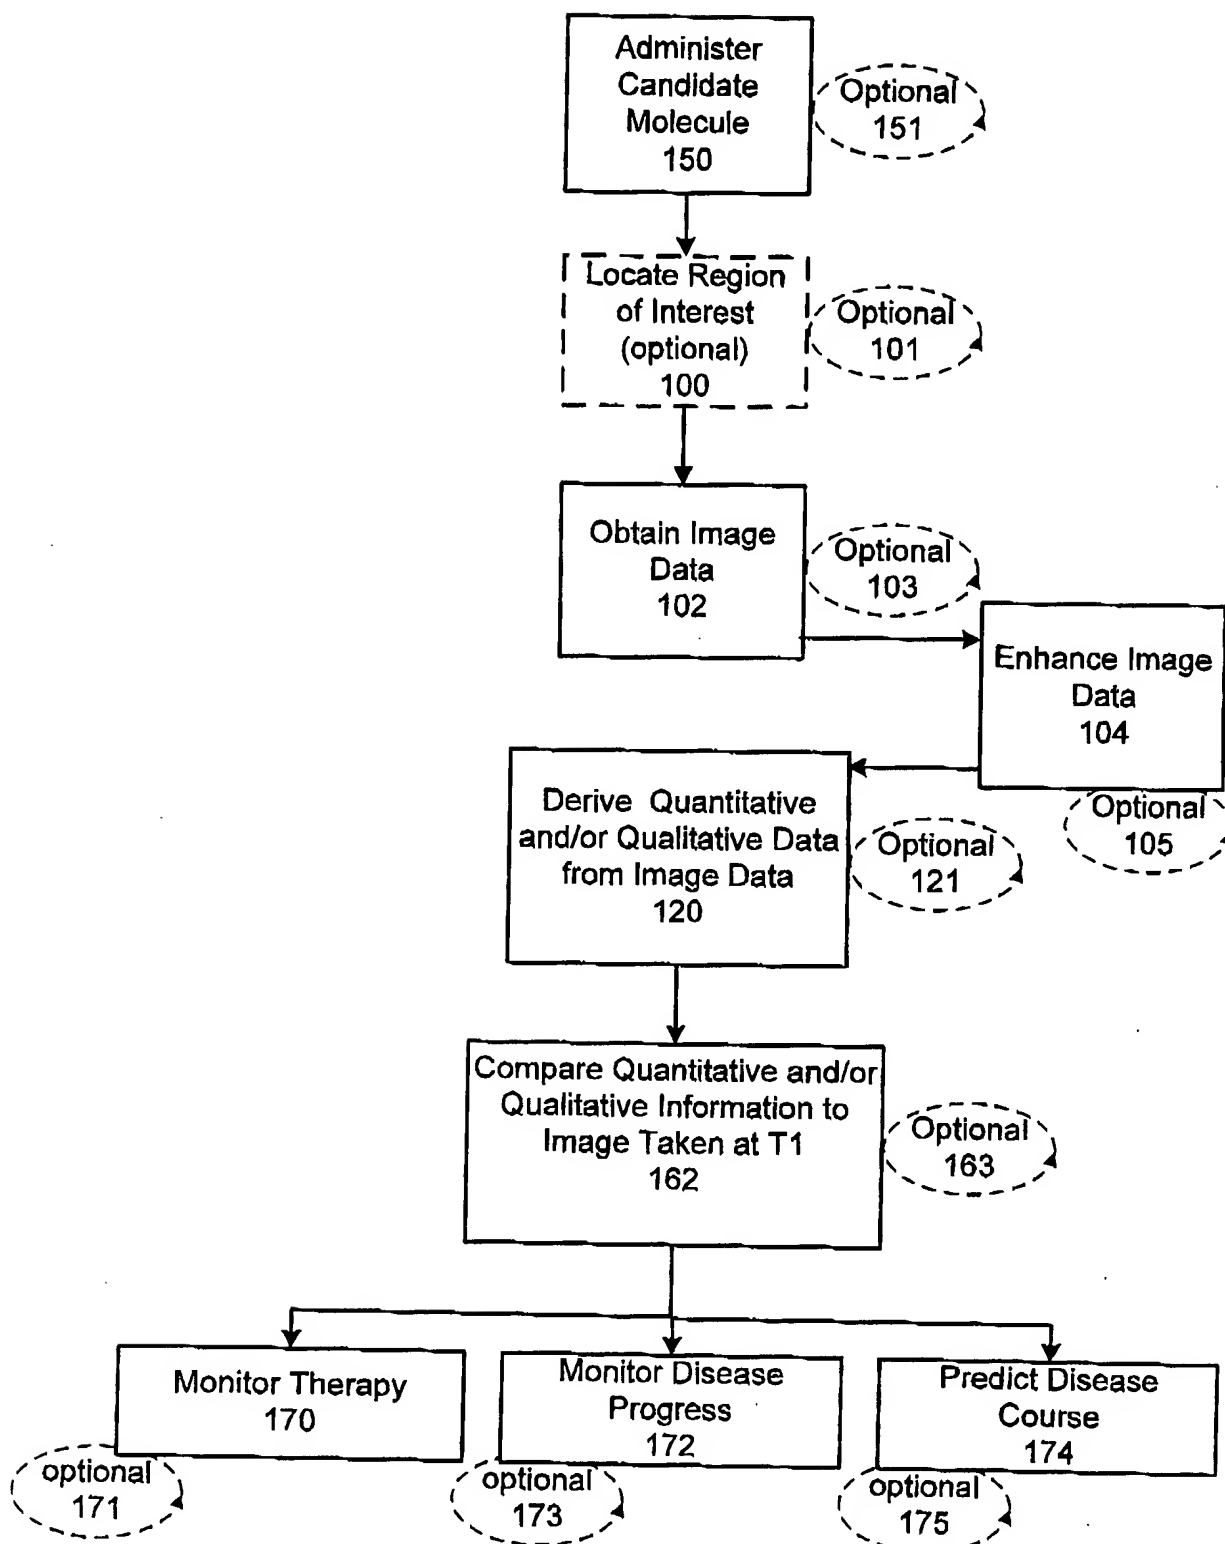 Administer
Candidate
Molecule
150
Optional
151
Locate Region
of Interest
(optional)
100
Optional
101
Obtain Image
Data
102
Optional
103
Enhance Image
Data
104
Optional
105
Derive Quantitative
and/or Qualitative Data
from Image Data
120
Optional
121
Compare Quantitative and/or
Qualitative Information to
Image Taken at T1
162
Optional
163
Monitor Therapy
170
optional
171
Monitor Disease
Progress
172
optional
173
Predict Disease
Course
174
optional
175